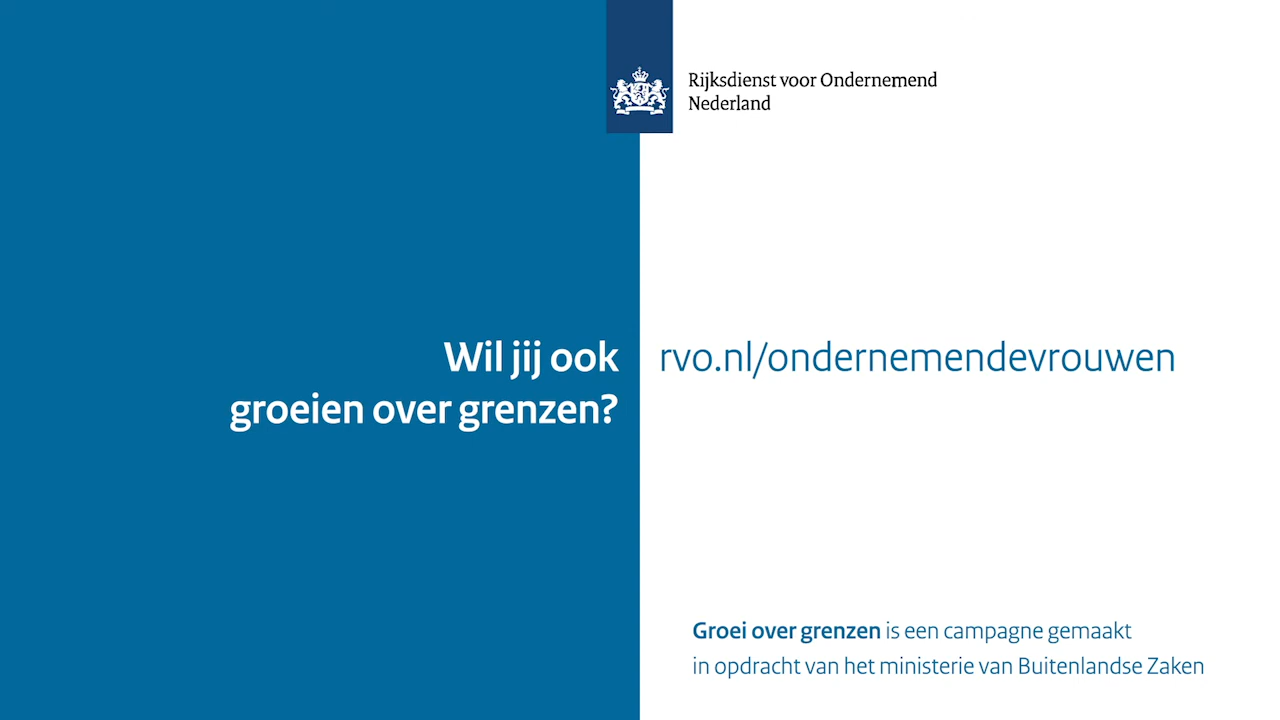 Rijksdienst voor Ondernemend
Nederland
Wil jij ook
groeien over grenzen?
rvo.nl/ondernemendevrouwen
Groei over grenzen is een campagne gemaakt
in opdracht van het ministerie van Buitenlandse Zaken